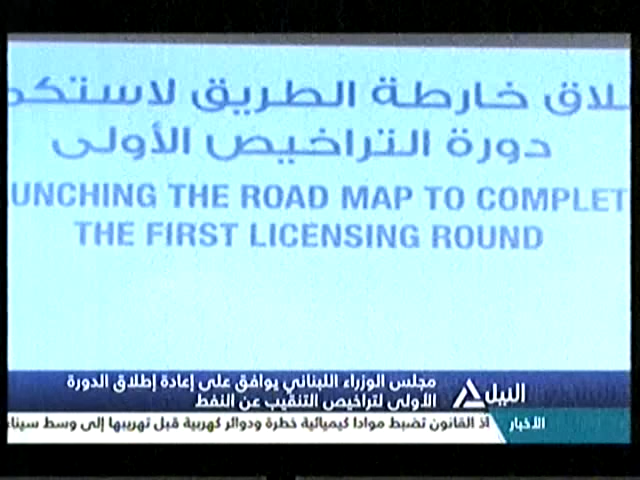 ـلاق خارطة الطريق لاستكمـ
دورة التراخيص الأولى
UNCHING THE ROAD MAP TO COMPLET
THE FIRST LICENSING ROUND
مجلس الوزراء اللبناني يوافق على إعادة إطلاق الدورة
الأولى لتراخيص التنقيب عن النفط
النيل
الأخبار
ـاذ القانون تضبط موادا كيميائية خطرة ودوائر كهربية قبل تهريبها إلى وسط سيناء